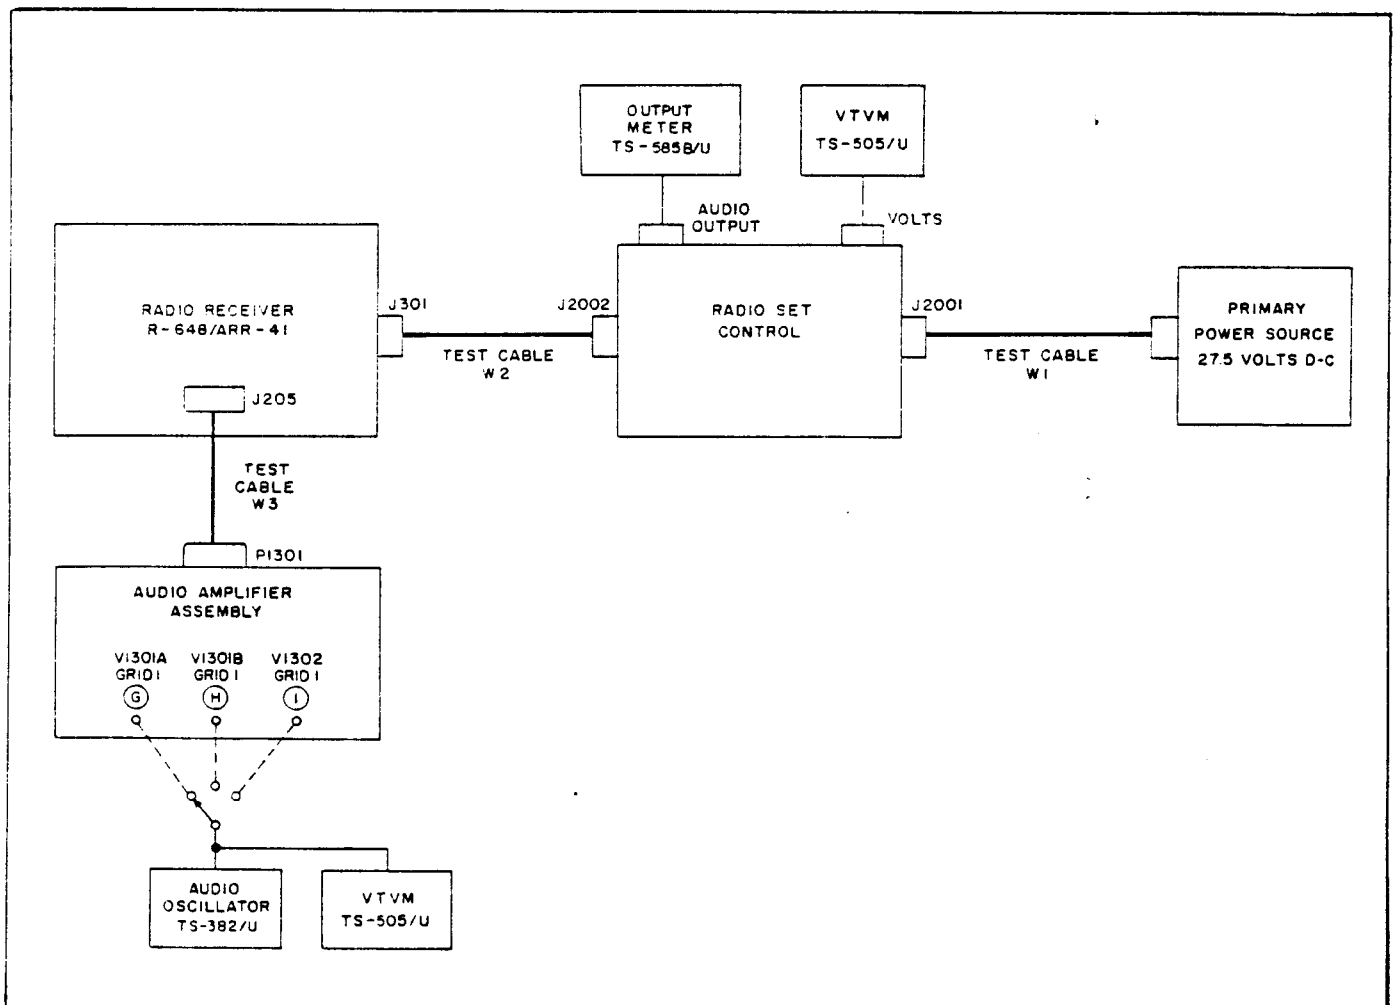 OUTPUT
METER
TS-585B/U
VTVM
TS-505/U
AUDIO
OUTPUT
VOLTS
RADIO RECEIVER
R-648/ARR-41
J301
TEST CABLE
W2
J2002
RADIO SET
CONTROL
J2001
TEST CABLE
W1
PRIMARY
POWER SOURCE
27.5 VOLTS D-C
J205
TEST
CABLE
W3
P1301
AUDIO AMPLIFIER
ASSEMBLY
V1301A
GRID 1
G
V1301B
GRID 1
H
V1302
GRID 1
I
AUDIO
OSCILLATOR
TS-382/U
VTVM
TS-505/U